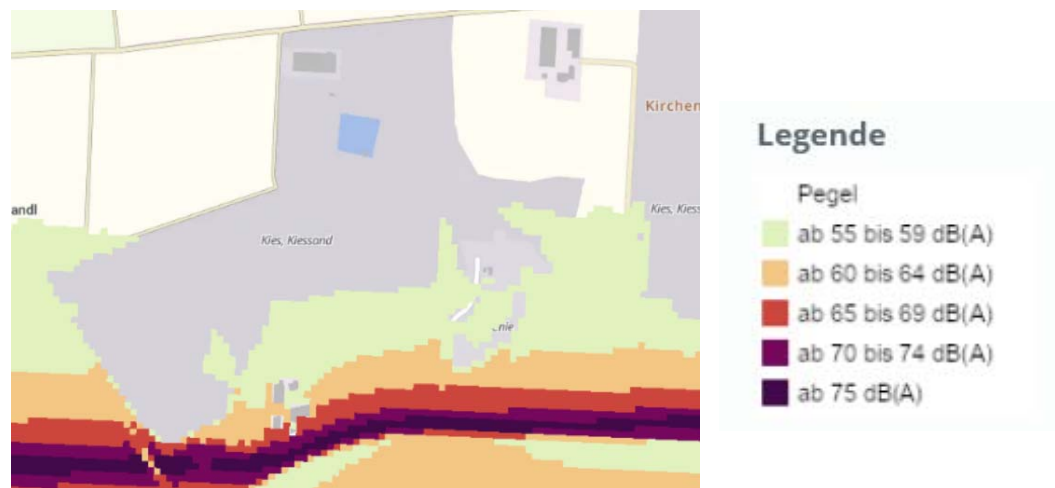 Kirchen
andl
Kies, Kiessand
Kies, Kiess
Legende
Pegel
ab 55 bis 59 dB(A)
ab 60 bis 64 dB(A)
ab 65 bis 69 dB(A)
ab 70 bis 74 dB(A)
ab 75 dB(A)